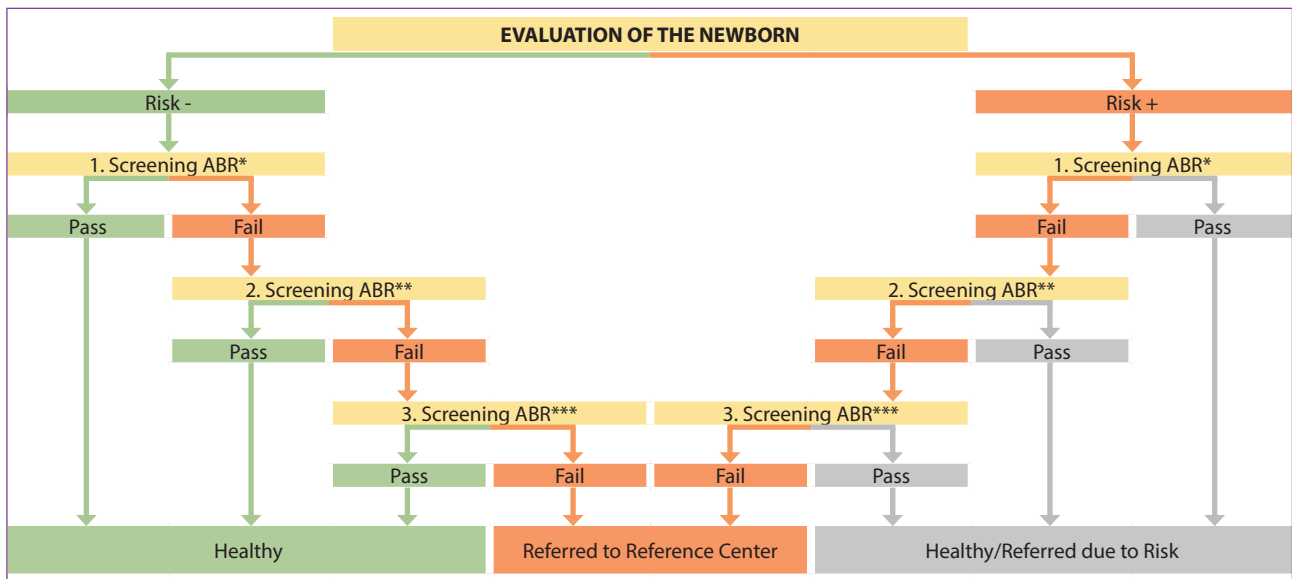 EVALUATION OF THE NEWBORN
Risk -
Risk +
1. Screening ABR*
1. Screening ABR*
Pass
Fail
Fail
Pass
2. Screening ABR**
2. Screening ABR**
Pass
Fail
Fail
Pass
3. Screening ABR***
3. Screening ABR***
Pass
Fail
Fail
Pass
Healthy
Referred to Reference Center
Healthy/Referred due to Risk